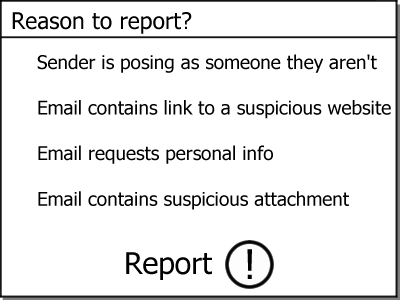 Reason to report?
Sender is posing as someone they aren't
Email contains link to a suspicious website
Email requests personal info
Email contains suspicious attachment
Report !